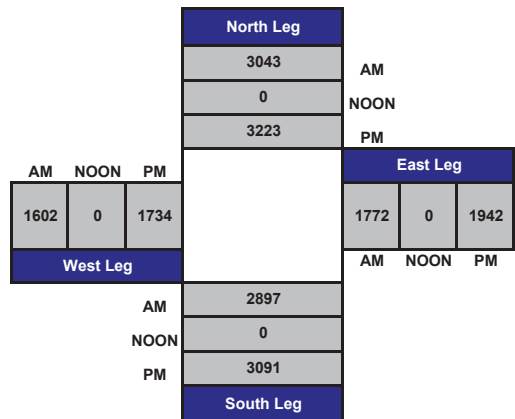 North Leg
3043
AM
0
NOON
3223
PM
AM NOON PM
East Leg
1602 0 1734
1772 0 1942
West Leg
AM NOON PM
AM
2897
NOON
0
PM
3091
South Leg